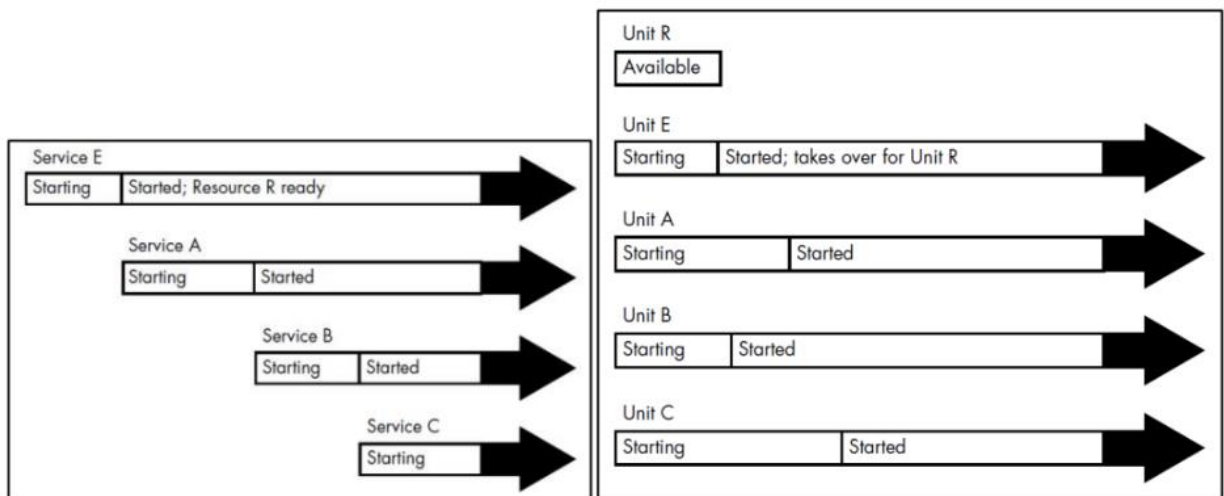 Service E
Starting Started; Resource R ready
Service A
Starting Started
Service B
Starting Started
Service C
Starting
Unit R
Available
Unit E
Starting Started; takes over for Unit R
Unit A
Starting Started
Unit B
Starting Started
Unit C
Starting Started